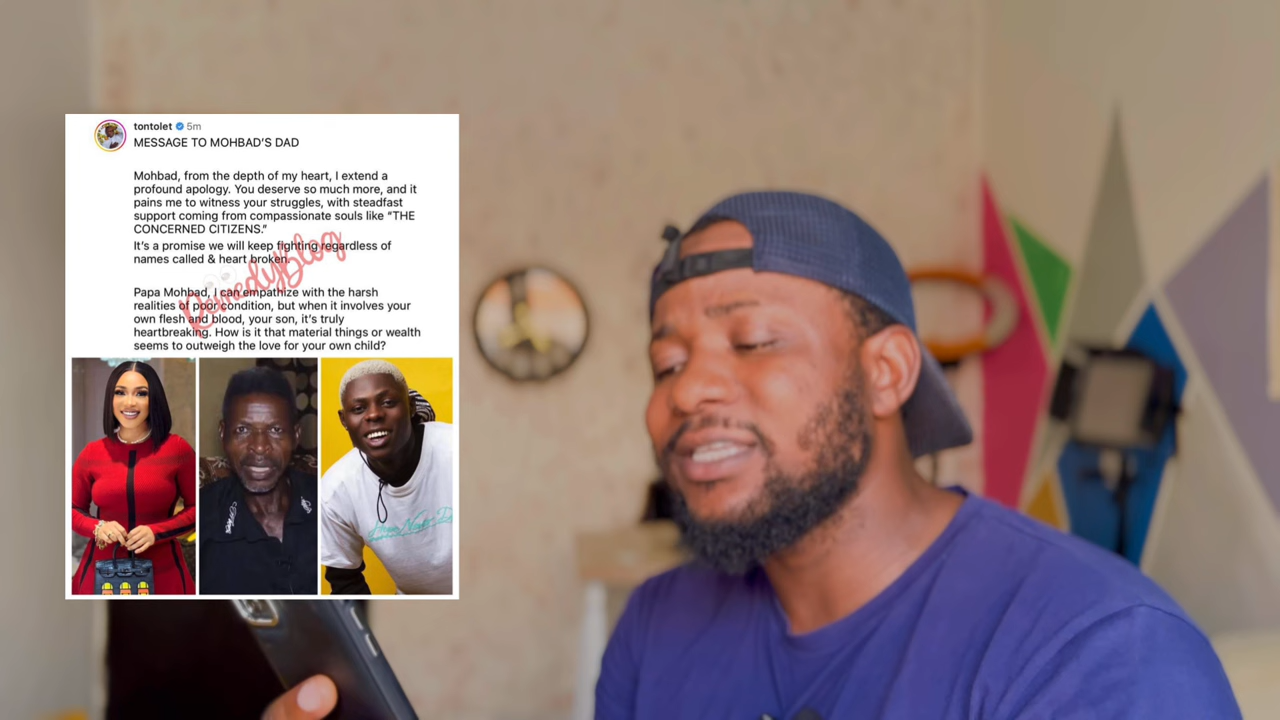 tontolet 5m
MESSAGE TO MOHBAD'S DAD
Mohbad, from the depth of my heart, I extend a
profound apology. You deserve so much more, and it
pains me to witness your struggles, with steadfast
support coming from compassionate souls like "THE
CONCERNED CITIZENS."
It's a promise we will keep fighting regardless of
names called & heart broken.
Papa Mohbad, I can empathize with the harsh
realities of poor condition, but when it involves your
own flesh and blood, your son, it's truly
heartbreaking. How is it that material things or wealth
seems to outweigh the love for your own child?